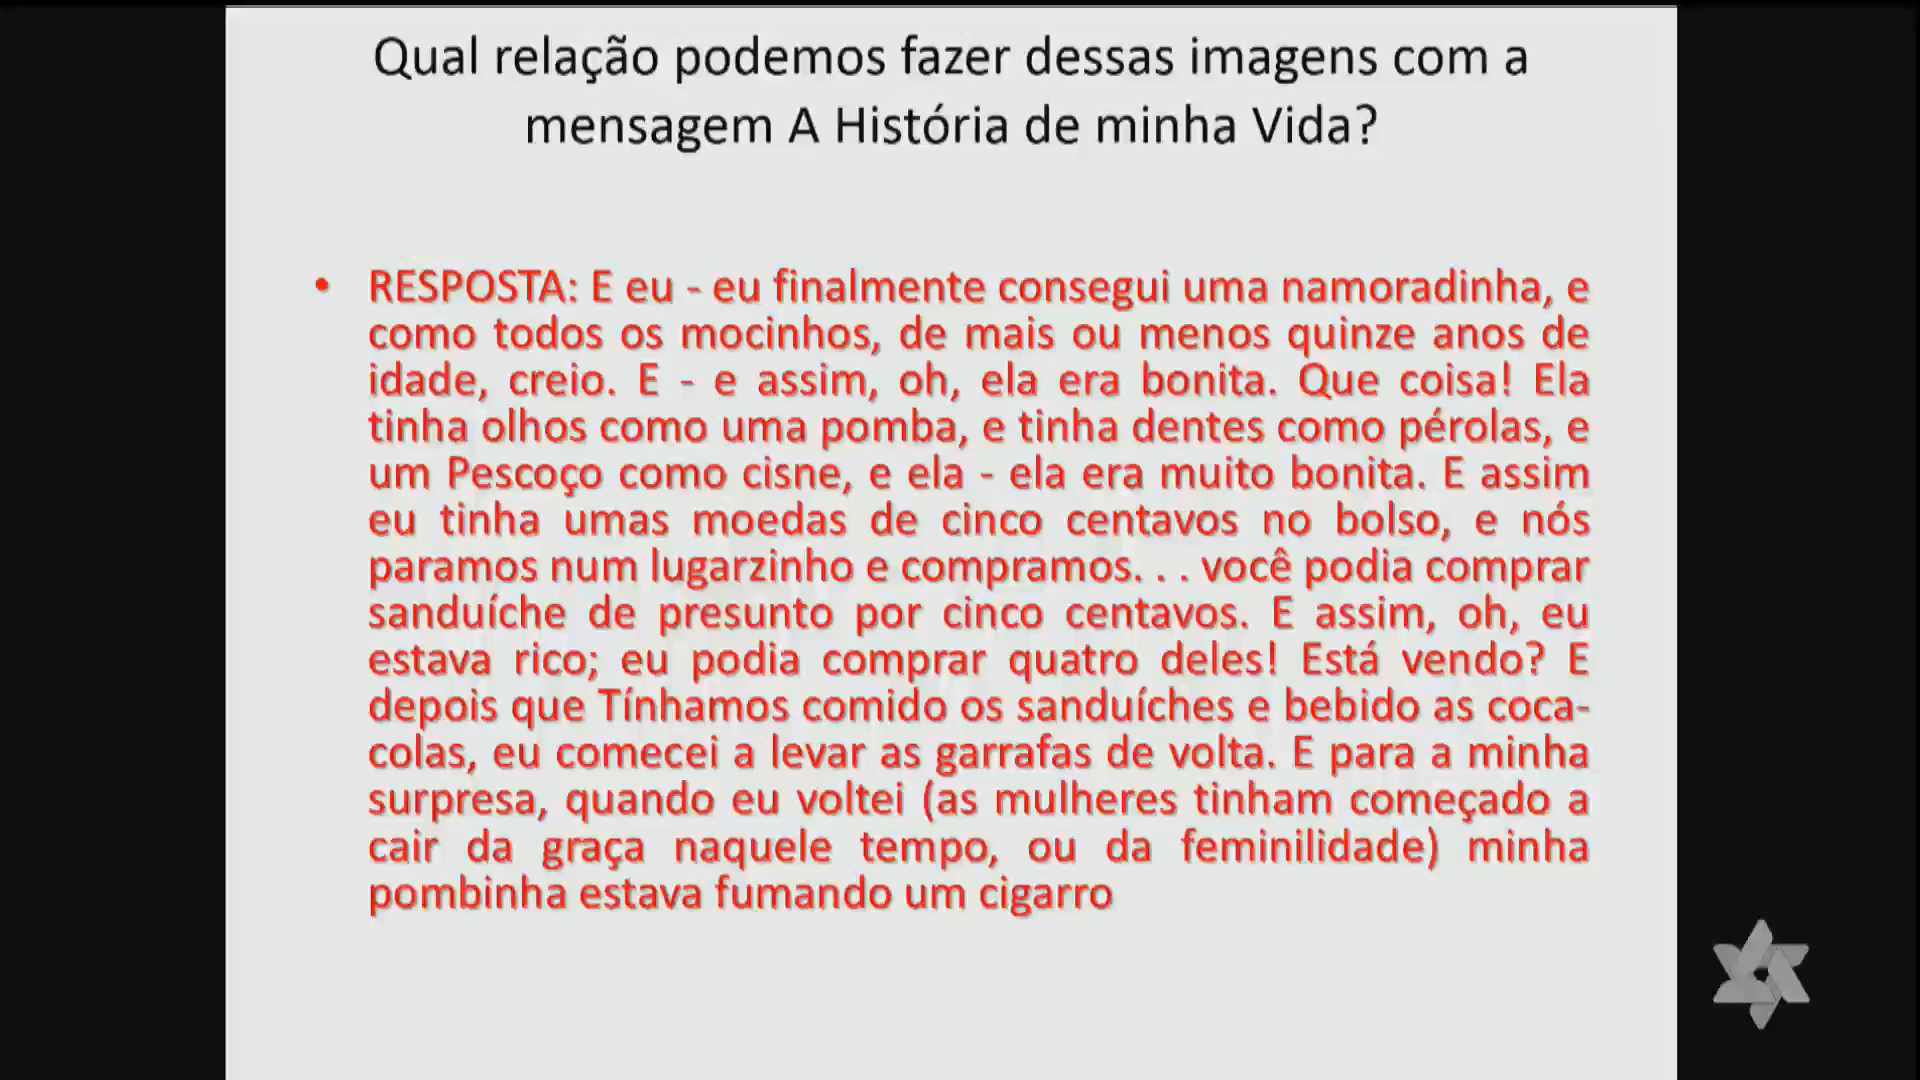 Qual relação podemos fazer dessas imagens com a
mensagem A História de minha Vida?
• RESPOSTA: E eu - eu finalmente consegui uma namoradinha, e
como todos os mocinhos, de mais ou menos quinze anos de
idade, creio. E - e assim, oh, ela era bonita. Que coisa! Ela
tinha olhos como uma pomba, e tinha dentes como pérolas, e
um Pescoço como cisne, e ela - ela era muito bonita. E assim
eu tinha umas moedas de cinco centavos no bolso, e nós
paramos num lugarzinho e compramos. . . você podia comprar
sanduíche de presunto por cinco centavos. E assim, oh, eu
estava rico; eu podia comprar quatro deles! Está vendo? E
depois que Tínhamos comido os sanduíches e bebido as coca-
colas, eu comecei a levar as garrafas de volta. E para a minha
surpresa, quando eu voltei (as mulheres tinham começado a
cair da graça naquele tempo, ou da feminilidade) minha
pombinha estava fumando um cigarro